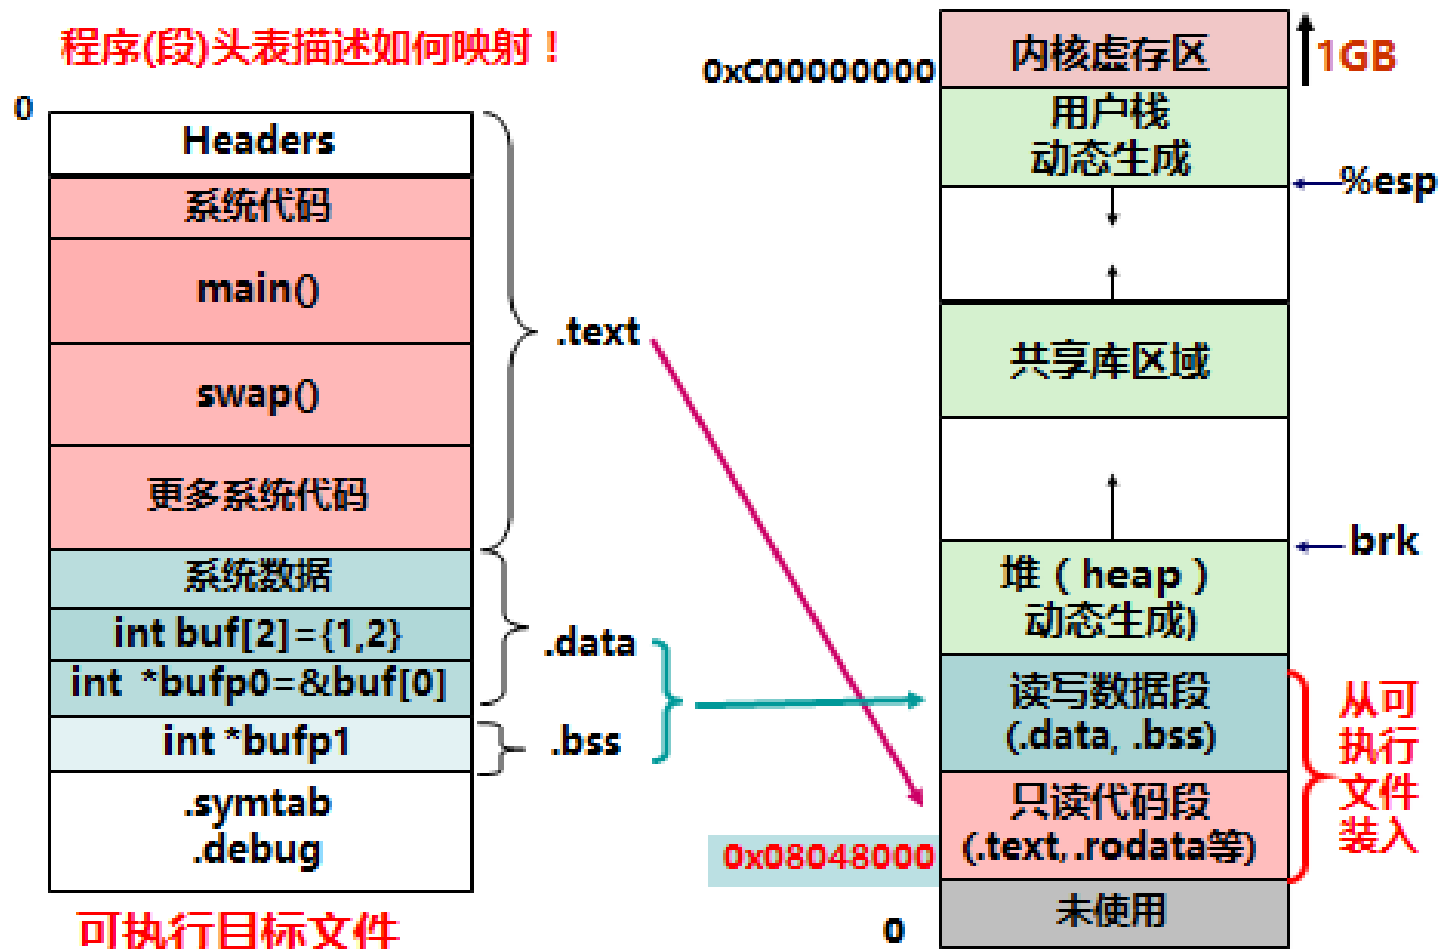 程序(段)头表描述如何映射！
0
Headers
系统代码
main()
swap()
更多系统代码
系统数据
int buf[2]={1,2}
int *bufp0=&buf[0]
int *bufp1
.symtab
.debug
可执行目标文件
.text
.data
.bss
0xC00000000
内核虚存区
1GB
用户栈
动态生成
%esp
共享库区域
brk
堆（heap）
动态生成)
读写数据段
(.data, .bss)
只读代码段
(.text, .rodata等)
0x08048000
未使用
0
从可
执行
文件
装入